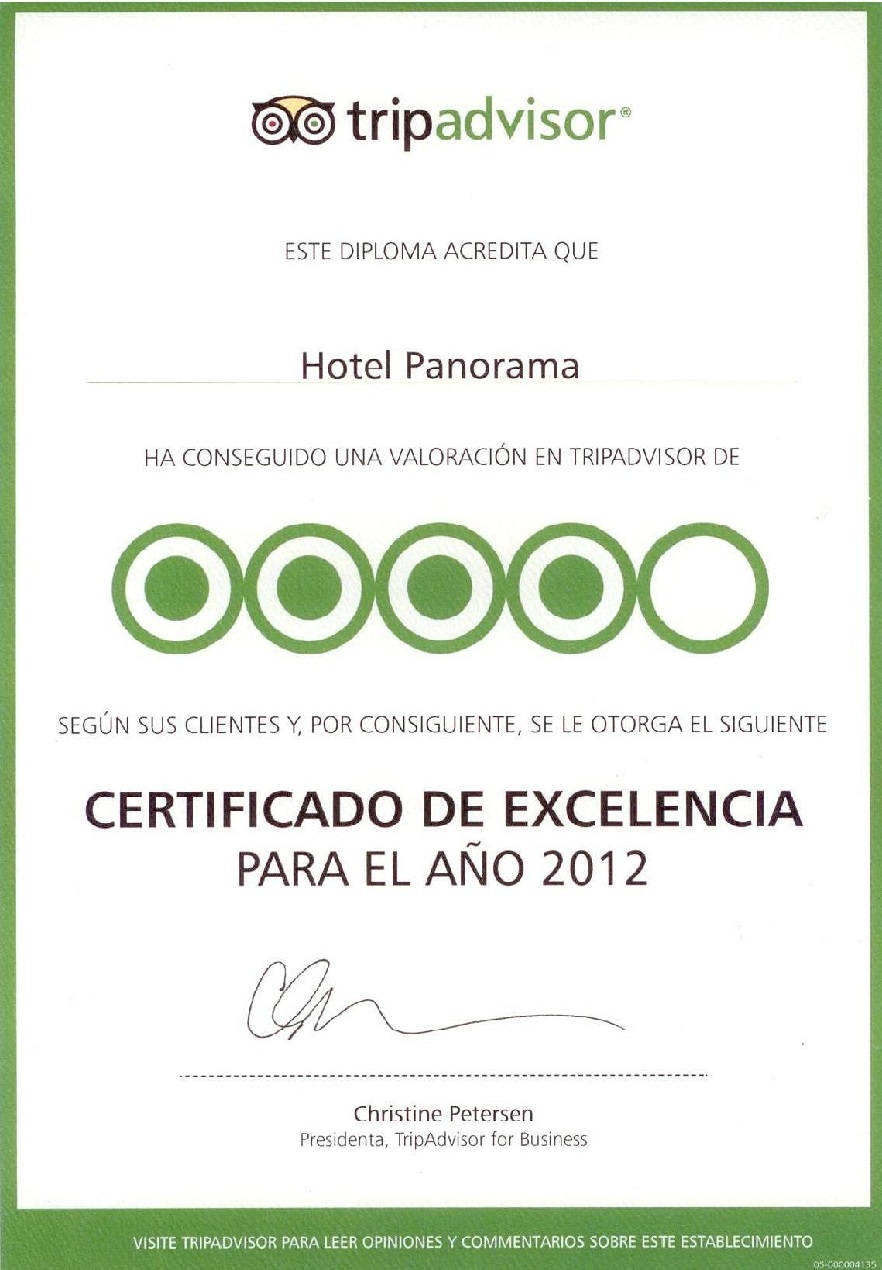 tripadvisor®
ESTE DIPLOMA ACREDITA QUE
Hotel Panorama
HA CONSEGUIDO UNA VALORACIÓN EN TRIPADVISOR DE
SEGÚN SUS CLIENTES Y, POR CONSIGUIENTE, SE LE OTORGA EL SIGUIENTE
CERTIFICADO DE EXCELENCIA
PARA EL AÑO 2012
Christine Petersen
Presidenta, TripAdvisor for Business
VISITE TRIPADVISOR PARA LEER OPINIONES Y COMMENTARIOS SOBRE ESTE ESTABLECIMIENTO
05-000004135